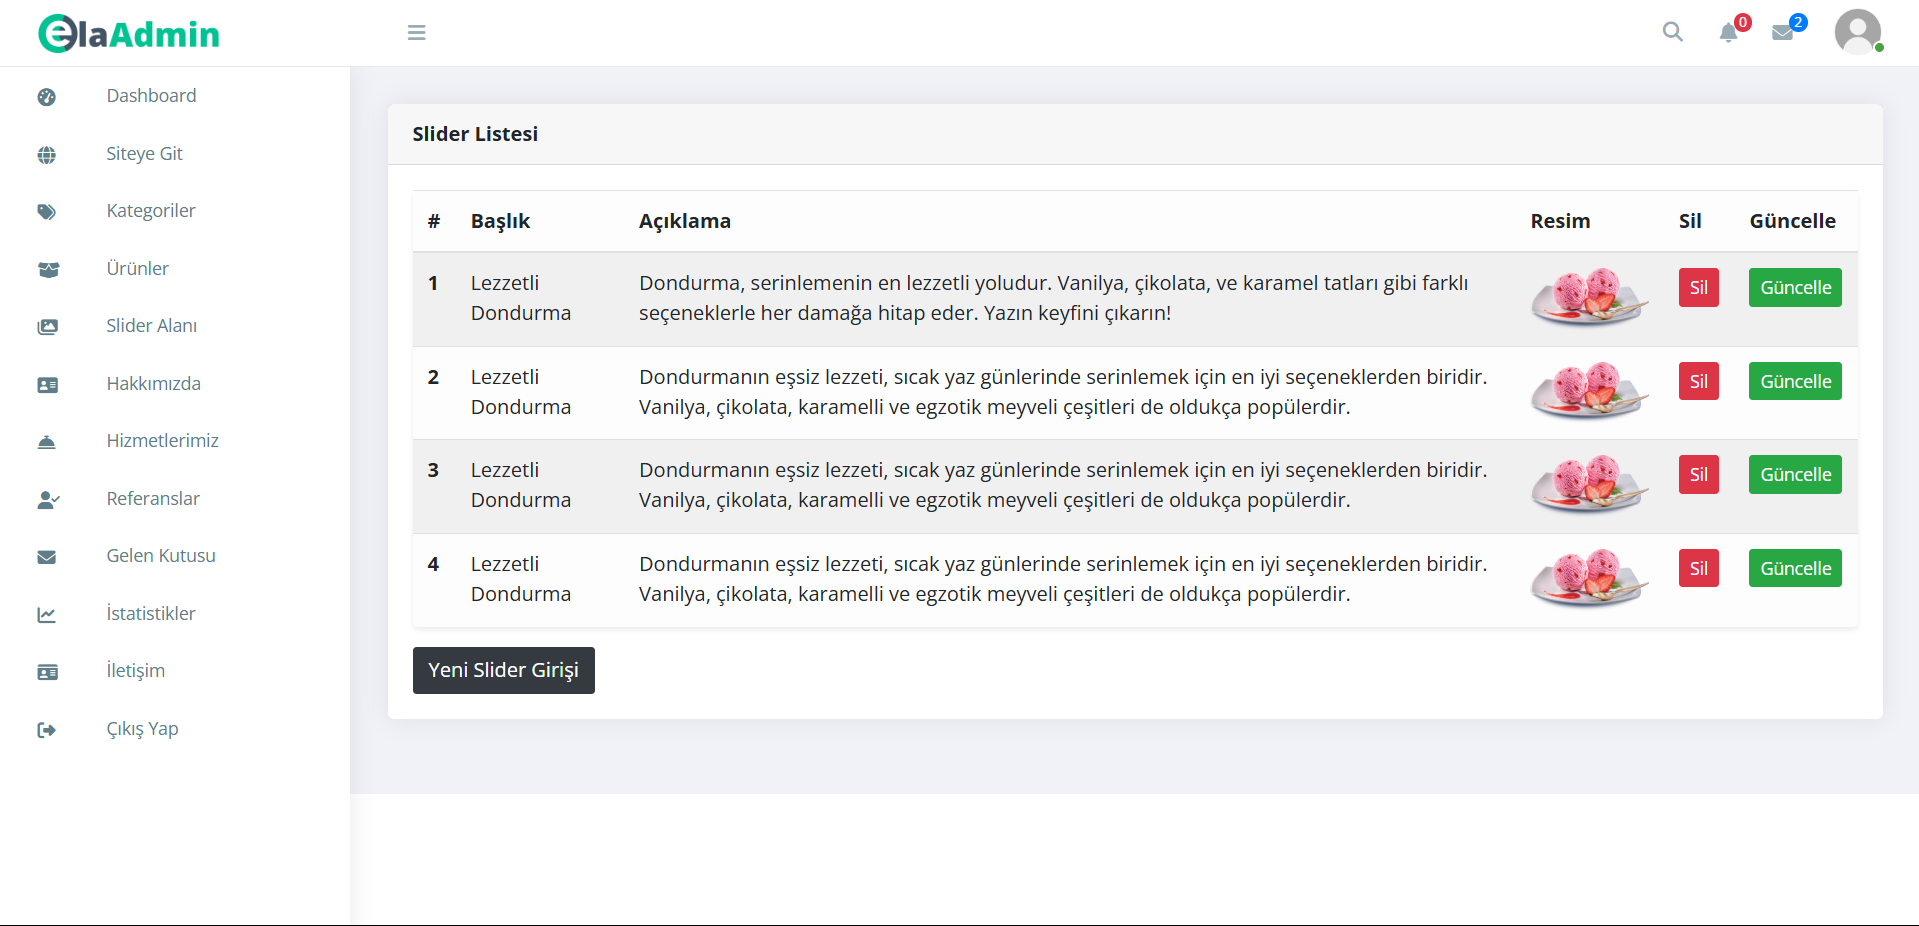 elaAdmin
0
2
Dashboard
Siteye Git
Kategoriler
Ürünler
Slider Alanı
Hakkımızda
Hizmetlerimiz
Referanslar
Gelen Kutusu
İstatistikler
İletişim
Çıkış Yap
Slider Listesi
# Başlık Açıklama Resim Sil Güncelle
1 Lezzetli Dondurma, serinlemenin en lezzetli yoludur. Vanilya, çikolata, ve karamel tatları gibi farklı Sil Güncelle
Dondurma seçeneklerle her damağa hitap eder. Yazın keyfini çıkarın!
2 Lezzetli Dondurmanın eşsiz lezzeti, sıcak yaz günlerinde serinlemek için en iyi seçeneklerden biridir. Sil Güncelle
Dondurma Vanilya, çikolata, karamelli ve egzotik meyveli çeşitleri de oldukça popülerdir.
3 Lezzetli Dondurmanın eşsiz lezzeti, sıcak yaz günlerinde serinlemek için en iyi seçeneklerden biridir. Sil Güncelle
Dondurma Vanilya, çikolata, karamelli ve egzotik meyveli çeşitleri de oldukça popülerdir.
4 Lezzetli Dondurmanın eşsiz lezzeti, sıcak yaz günlerinde serinlemek için en iyi seçeneklerden biridir. Sil Güncelle
Dondurma Vanilya, çikolata, karamelli ve egzotik meyveli çeşitleri de oldukça popülerdir.
Yeni Slider Girişi